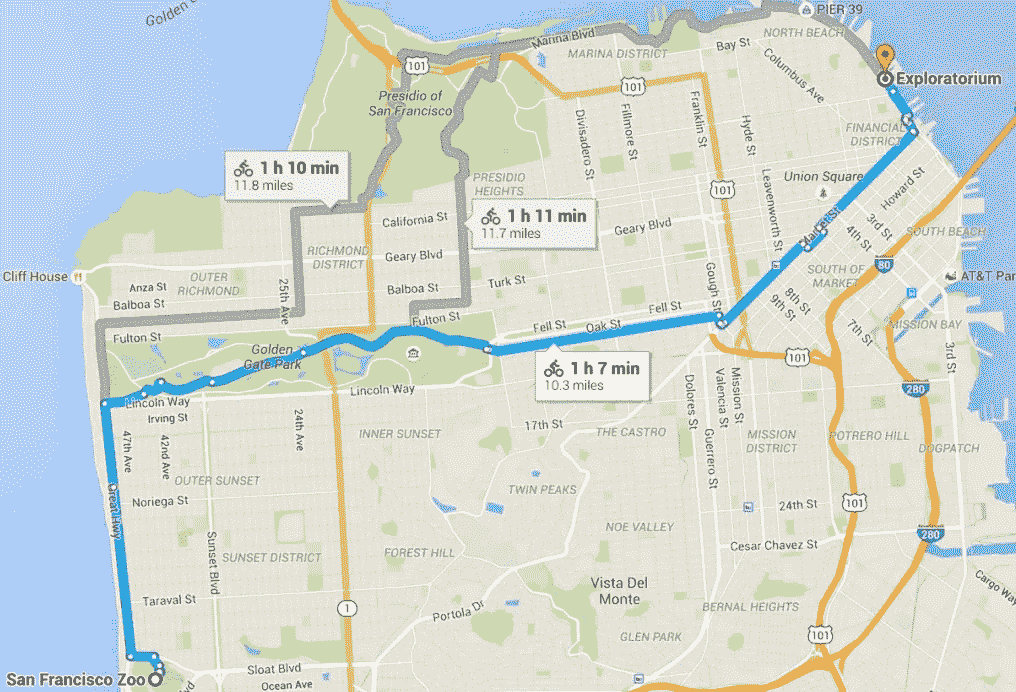 Golden G
PIER 39
NORTH BEACH
Marina Blvd
MARINA DISTRICT
Bay St
Columbus Ave
Exploratorium
101
101
Presidio of
San Francisco
Divisadero St
Fillmore St
Franklin St
Hyde St
FINANCIAL
DISTRICT
1 h 10 min
11.8 miles
PRESIDIO
HEIGHTS
Leavenworth St
Union Square
Howard St
101
1 h 11 min
11.7 miles
California St
Geary Blvd
Market St
3rd St
4th St
SOUTH BEACH
RICHMOND
DISTRICT
Geary Blvd
80
Cliff House
OUTER
RICHMOND
Anza St
Balboa St
25th Ave
Balboa St
Turk St
Gough St
SOUTH OF
MARKET
8th St
9th St
AT&T Par
Fulton St
Fulton St
Fell St
Oak St
Fell St
7th St
MISSION BAY
3rd St
Golden
Gate Park
101
1 h 7 min
10.3 miles
Lincoln Way
Lincoln Way
Irving St
280
47th Ave
42nd Ave
24th Ave
INNER SUNSET
17th St
THE CASTRO
Dolores St
Valencia St
Mission St
Guerrero St
MISSION
DISTRICT
POTRERO HILL
DOGPATCH
OUTER SUNSET
Great Hwy
Noriega St
TWIN PEAKS
24th St
101
NOE VALLEY
280
Sunset Blvd
SUNSET DISTRICT
FOREST HILL
Cesar Chavez St
Cargo Way
Taraval St
1
Portola Dr
Vista Del
Monte
BERNAL HEIGHTS
GLEN PARK
101
San Francisco Zoo
Sloat Blvd
Ocean Ave